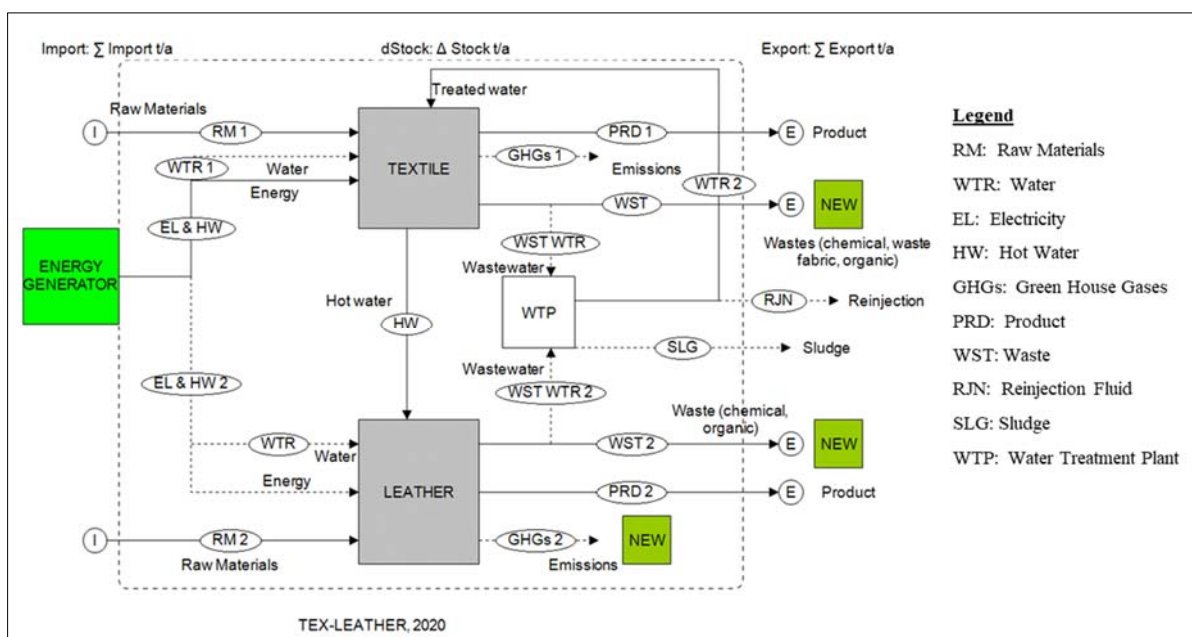 Import: ∑ Import t/a
dStock: Δ Stock t/a
Export: ∑ Export t/a
Treated water
Raw Materials
I
RM 1
TEXTILE
PRD 1
E
Product
GHGs 1
Emissions
WTR 1
Water
Energy
WTR 2
WST
E
NEW
EL & HW
WST WTR
Wastes (chemical, waste
fabric, organic)
Wastewater
ENERGY
GENERATOR
Hot water
HW
WTP
RJN
Reinjection
SLG
Sludge
Wastewater
EL & HW 2
WST WTR 2
Waste (chemical,
organic)
WTR
Water
WST 2
E
NEW
Energy
LEATHER
PRD 2
E
Product
I
RM 2
Raw Materials
GHGs 2
Emissions
NEW
TEX-LEATHER, 2020
Legend
RM: Raw Materials
WTR: Water
EL: Electricity
HW: Hot Water
GHGs: Green House Gases
PRD: Product
WST: Waste
RJN: Reinjection Fluid
SLG: Sludge
WTP: Water Treatment Plant